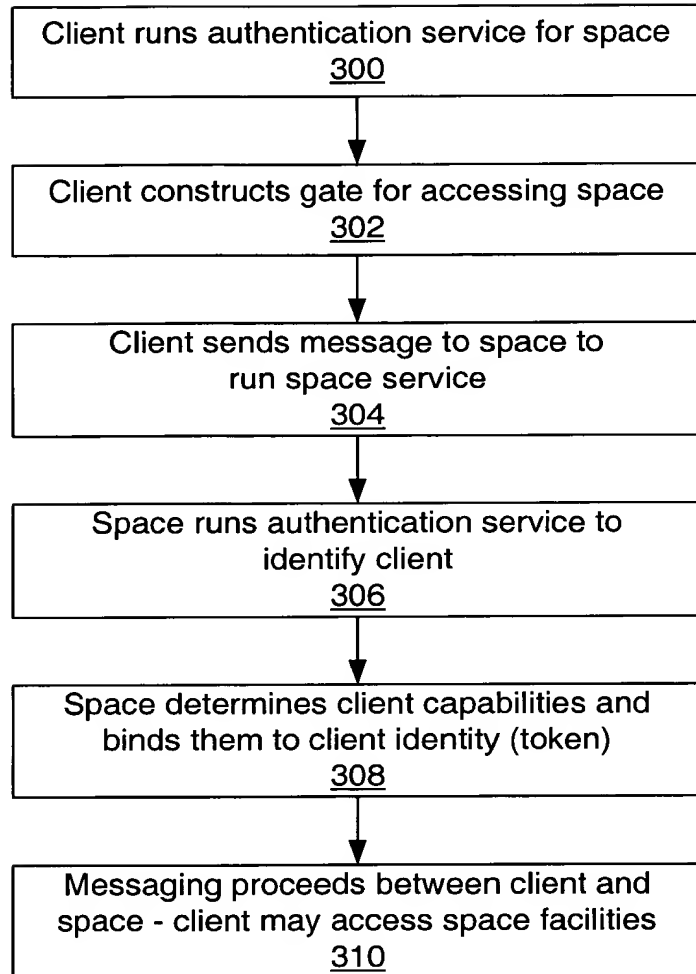 Client runs authentication service for space
300
Client constructs gate for accessing space
302
Client sends message to space to
run space service
304
Space runs authentication service to
identify client
306
Space determines client capabilities and
binds them to client identity (token)
308
Messaging proceeds between client and
space - client may access space facilities
310